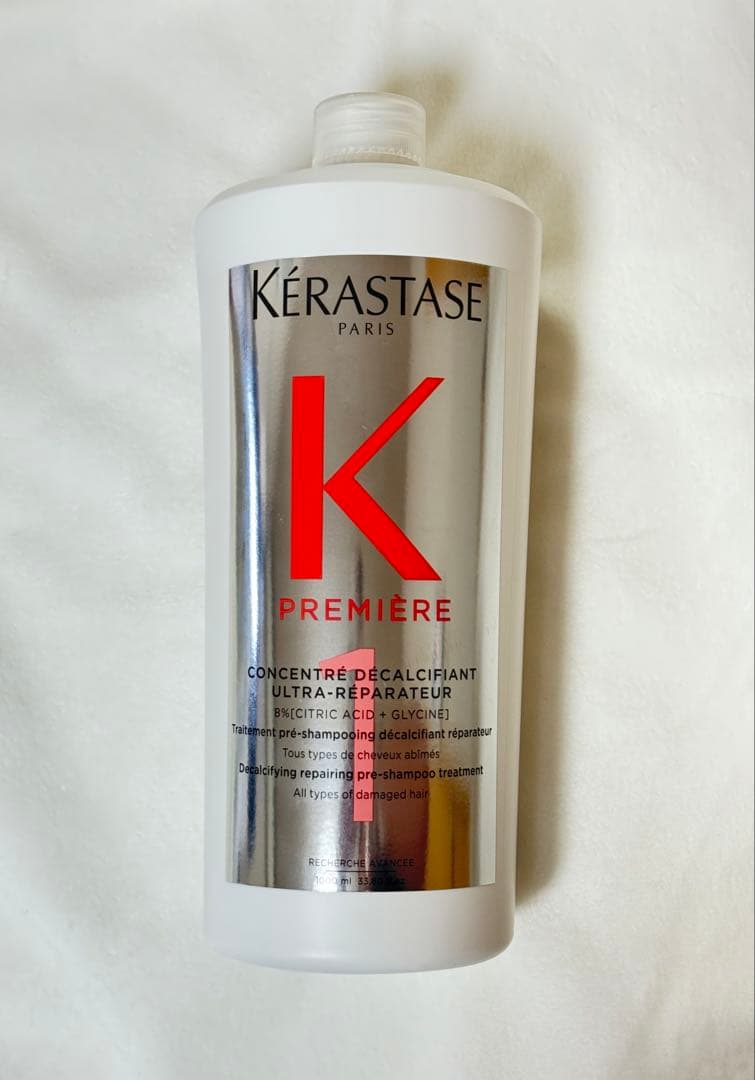 KÉRASTASE
PARIS
K
PREMIÈRE
1
CONCENTRÉ DÉCALCIFIANT
ULTRA-RÉPARATEUR
8%[CITRIC ACID + GLYCINE]
Traitement pré-shampooing décalcifiant réparateur
Tous types de cheveux abîmés
Decalcifying repairing pre-shampoo treatment
All types of damaged hair
RECHERCHE AVANCÉE
1000 ml